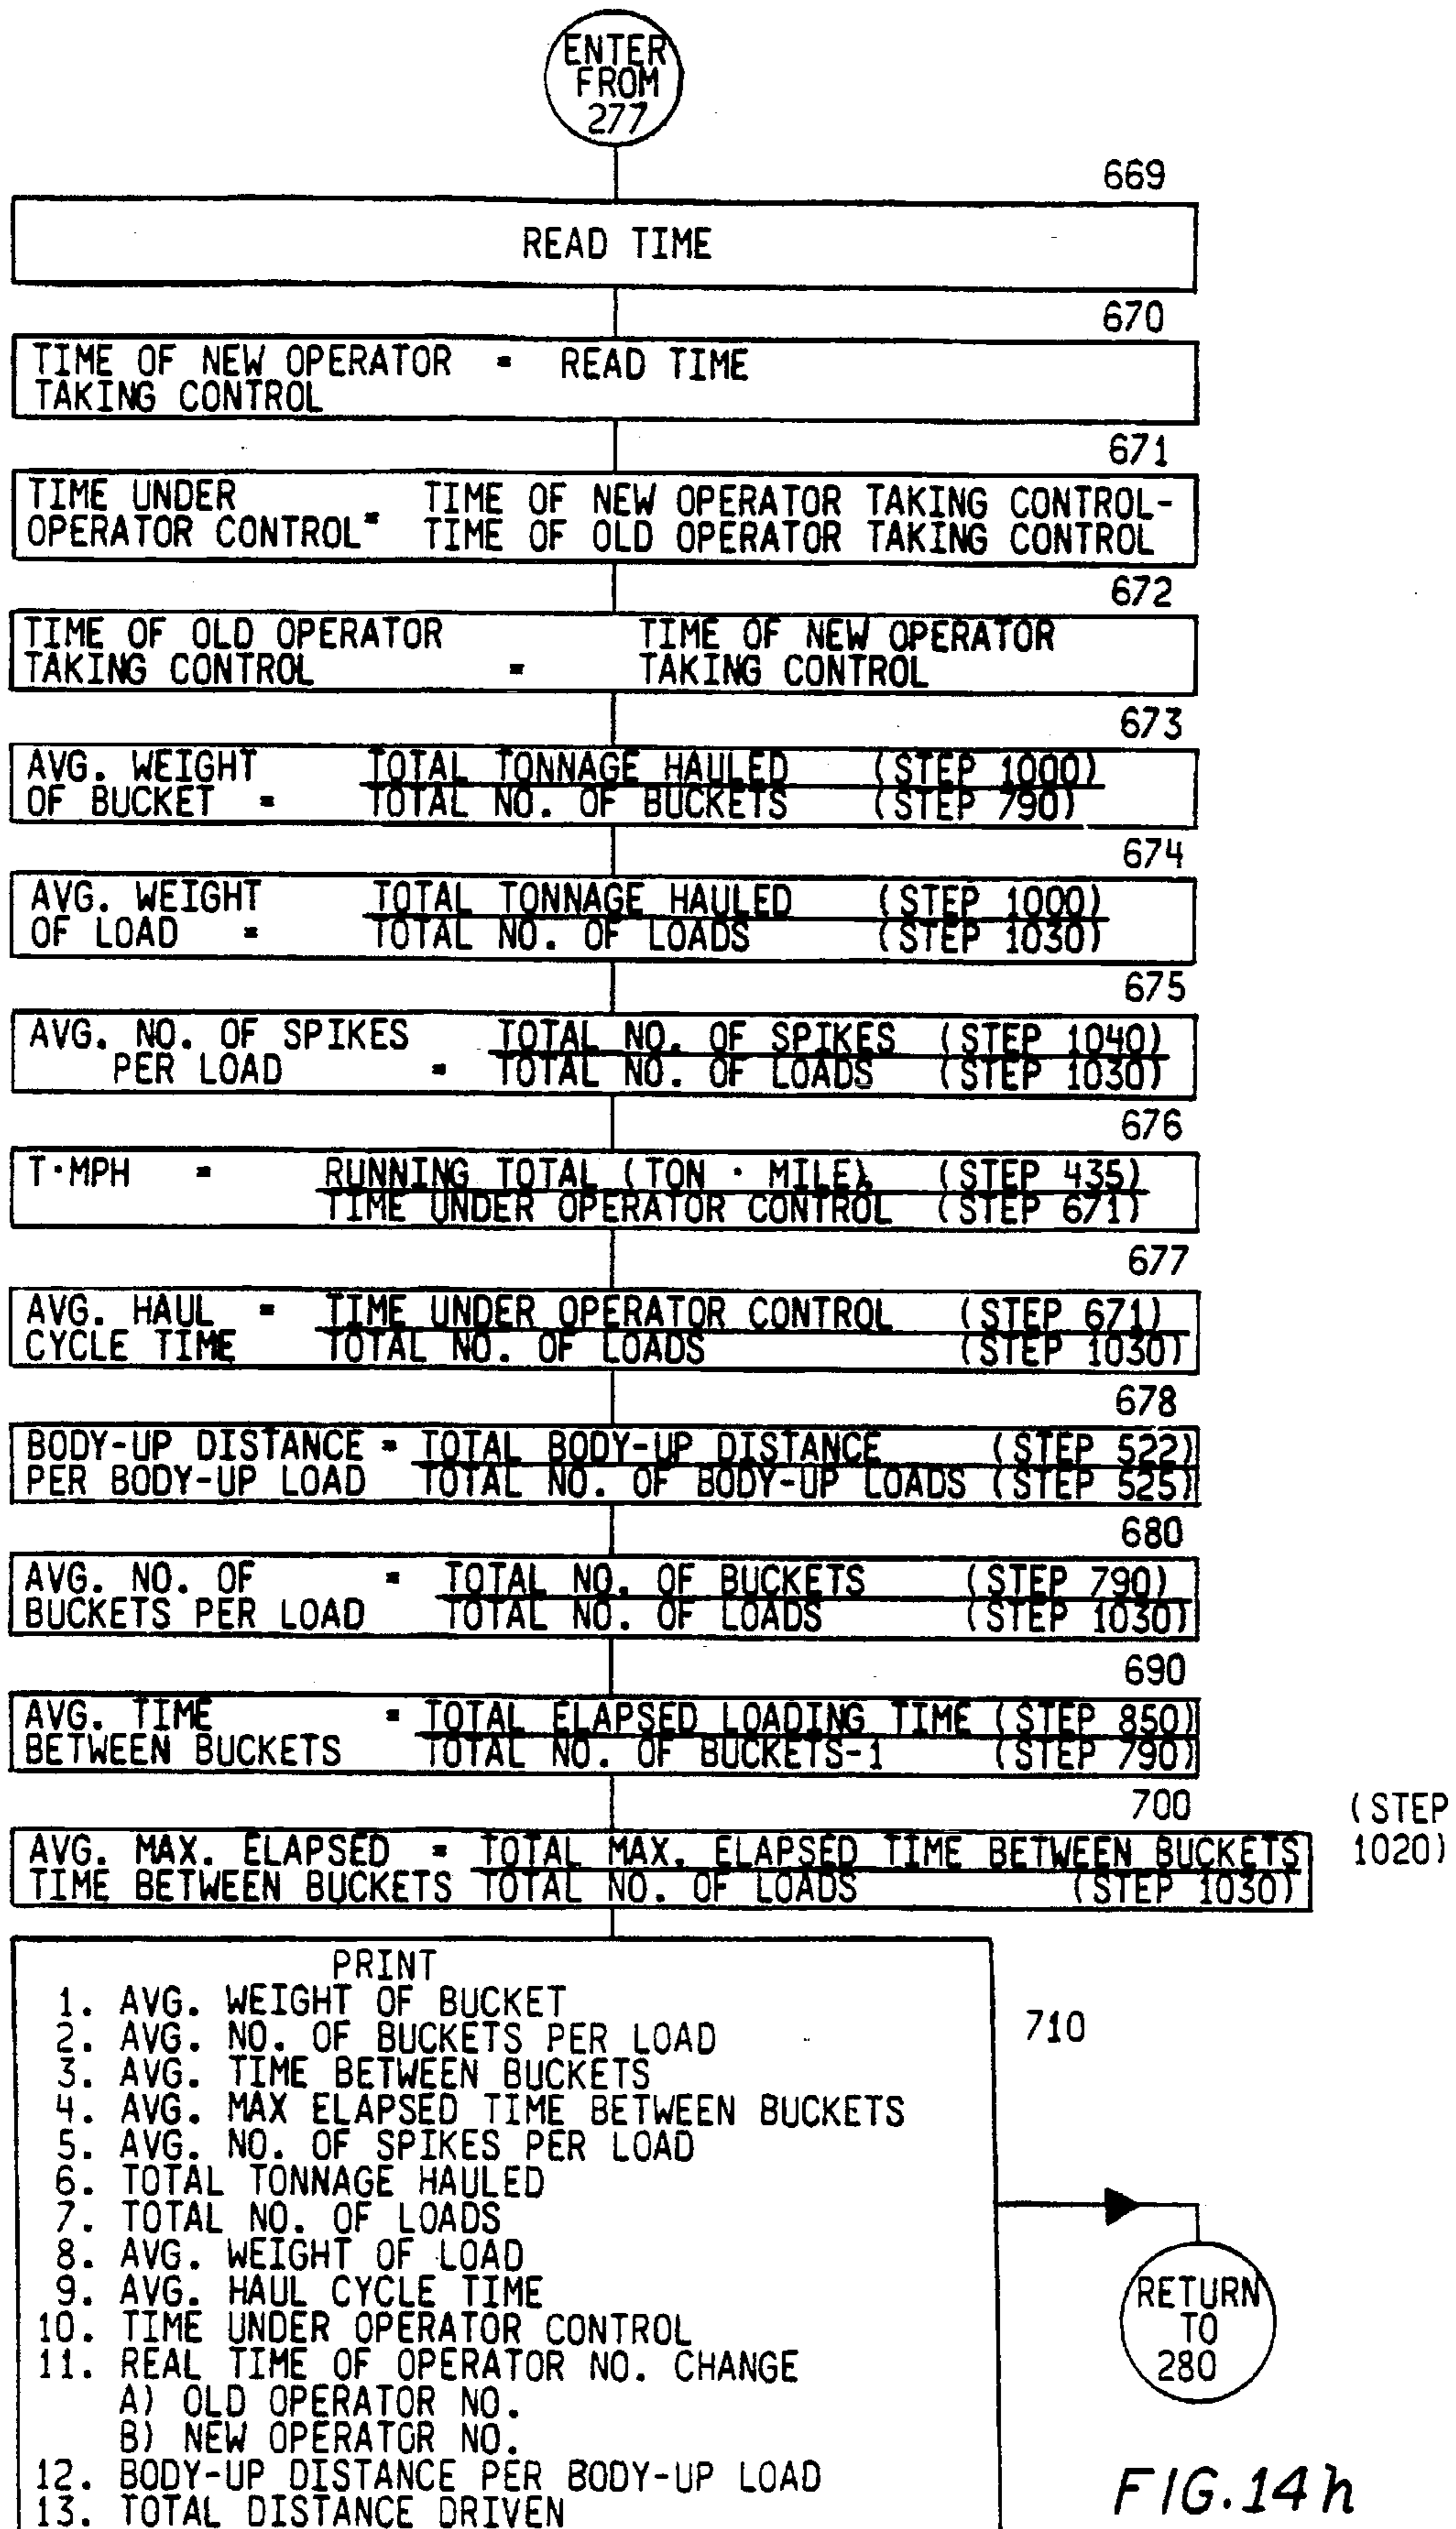 ENTER
FROM
277
669
READ TIME
670
TIME OF NEW OPERATOR = READ TIME
TAKING CONTROL
671
TIME UNDER TIME OF NEW OPERATOR TAKING CONTROL-
OPERATOR CONTROL = TIME OF OLD OPERATOR TAKING CONTROL
672
TIME OF OLD OPERATOR TIME OF NEW OPERATOR
TAKING CONTROL = TAKING CONTROL
673
AVG. WEIGHT TOTAL TONNAGE HAULED (STEP 1000)
OF BUCKET = TOTAL NO. OF BUCKETS (STEP 790)
674
AVG. WEIGHT TOTAL TONNAGE HAULED (STEP 1000)
OF LOAD = TOTAL NO. OF LOADS (STEP 1030)
675
AVG. NO. OF SPIKES TOTAL NO. OF SPIKES (STEP 1040)
PER LOAD = TOTAL NO. OF LOADS (STEP 1030)
676
T·MPH = RUNNING TOTAL (TON · MILE) (STEP 435)
TIME UNDER OPERATOR CONTROL (STEP 671)
677
AVG. HAUL = TIME UNDER OPERATOR CONTROL (STEP 671)
CYCLE TIME TOTAL NO. OF LOADS (STEP 1030)
678
BODY-UP DISTANCE = TOTAL BODY-UP DISTANCE (STEP 522)
PER BODY-UP LOAD TOTAL NO. OF BODY-UP LOADS (STEP 525)
680
AVG. NO. OF = TOTAL NO. OF BUCKETS (STEP 790)
BUCKETS PER LOAD TOTAL NO. OF LOADS (STEP 1030)
690
AVG. TIME = TOTAL ELAPSED LOADING TIME (STEP 850)
BETWEEN BUCKETS TOTAL NO. OF BUCKETS-1 (STEP 790)
700
AVG. MAX. ELAPSED = TOTAL MAX. ELAPSED TIME BETWEEN BUCKETS (STEP
1020)
TIME BETWEEN BUCKETS TOTAL NO. OF LOADS (STEP 1030)
PRINT
1. AVG. WEIGHT OF BUCKET
2. AVG. NO. OF BUCKETS PER LOAD
3. AVG. TIME BETWEEN BUCKETS
4. AVG. MAX ELAPSED TIME BETWEEN BUCKETS
5. AVG. NO. OF SPIKES PER LOAD
6. TOTAL TONNAGE HAULED
7. TOTAL NO. OF LOADS
8. AVG. WEIGHT OF LOAD
9. AVG. HAUL CYCLE TIME
10. TIME UNDER OPERATOR CONTROL
11. REAL TIME OF OPERATOR NO. CHANGE
A) OLD OPERATOR NO.
B) NEW OPERATOR NO.
12. BODY-UP DISTANCE PER BODY-UP LOAD
13. TOTAL DISTANCE DRIVEN
710
RETURN
TO
280
FIG.14h